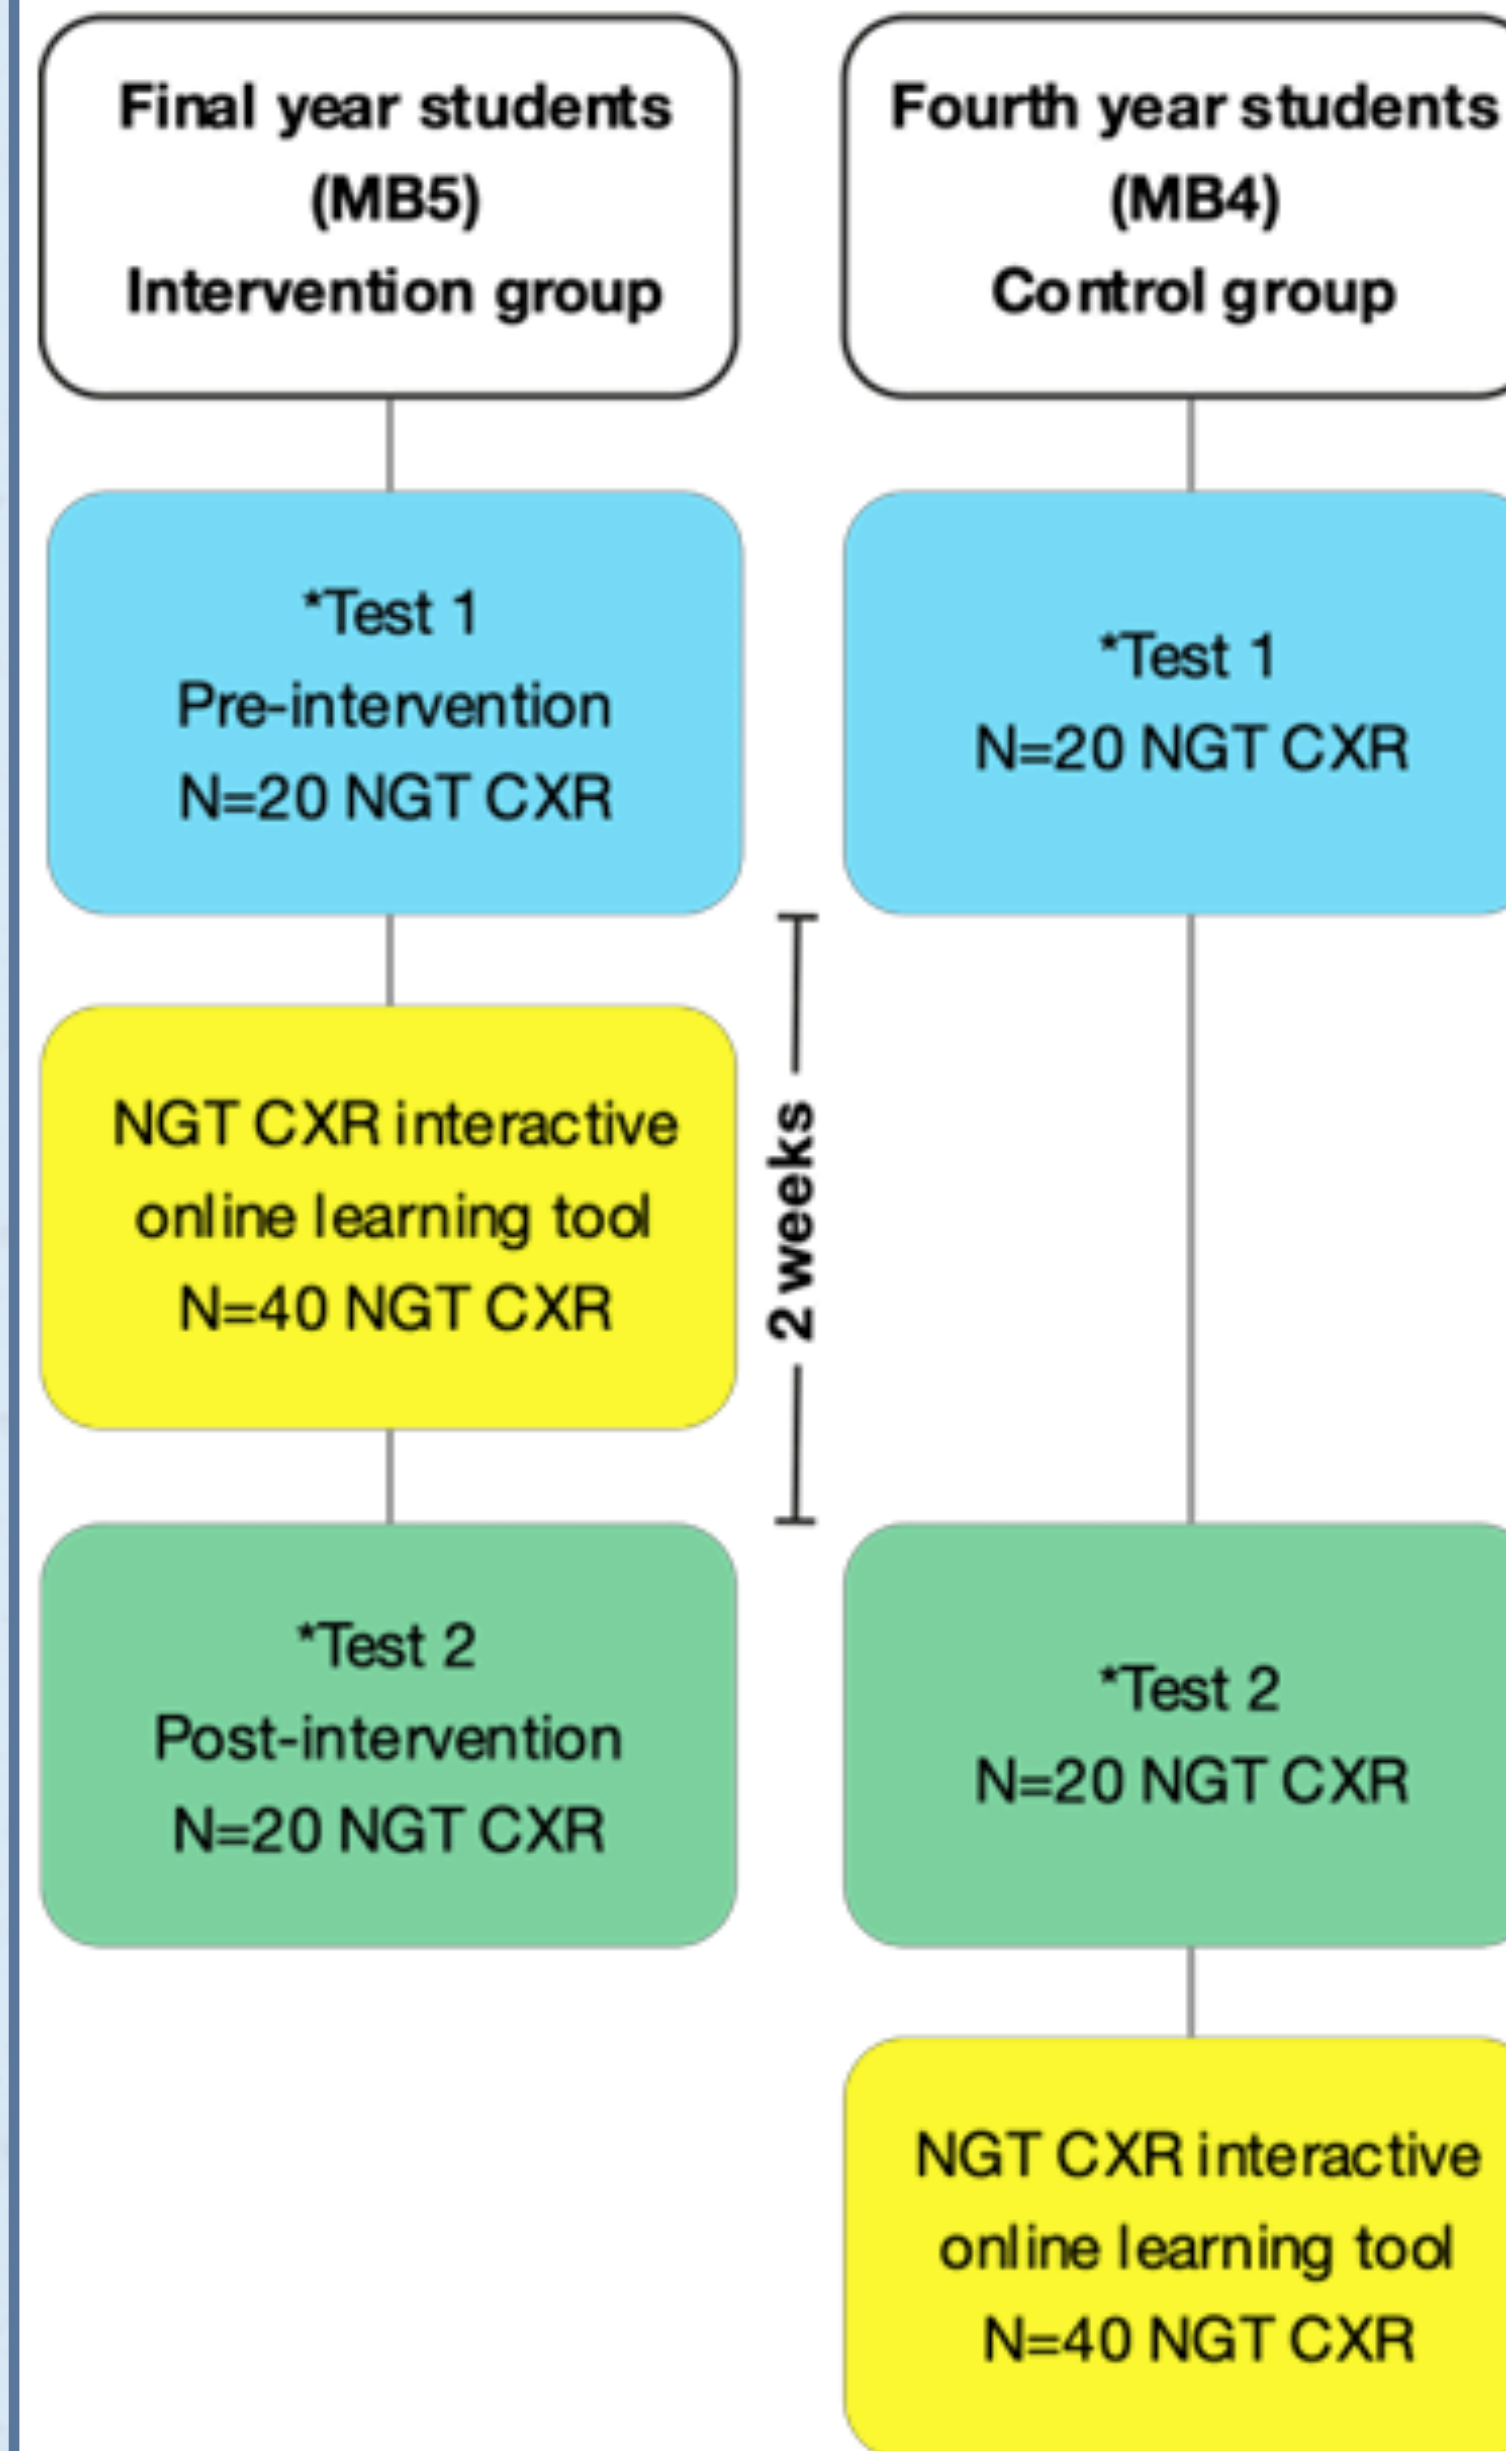 Final year students
(MB5)
Intervention group
*Test 1
Pre-intervention
N=20 NGT CXR
NGT CXR interactive
online learning tool
N=40 NGT CXR
*Test 2
Post-intervention
N=20 NGT CXR
2 weeks
Fourth year students
(MB4)
Control group
*Test 1
N=20 NGT CXR
*Test 2
N=20 NGT CXR
NGT CXR interactive
online learning tool
N=40 NGT CXR